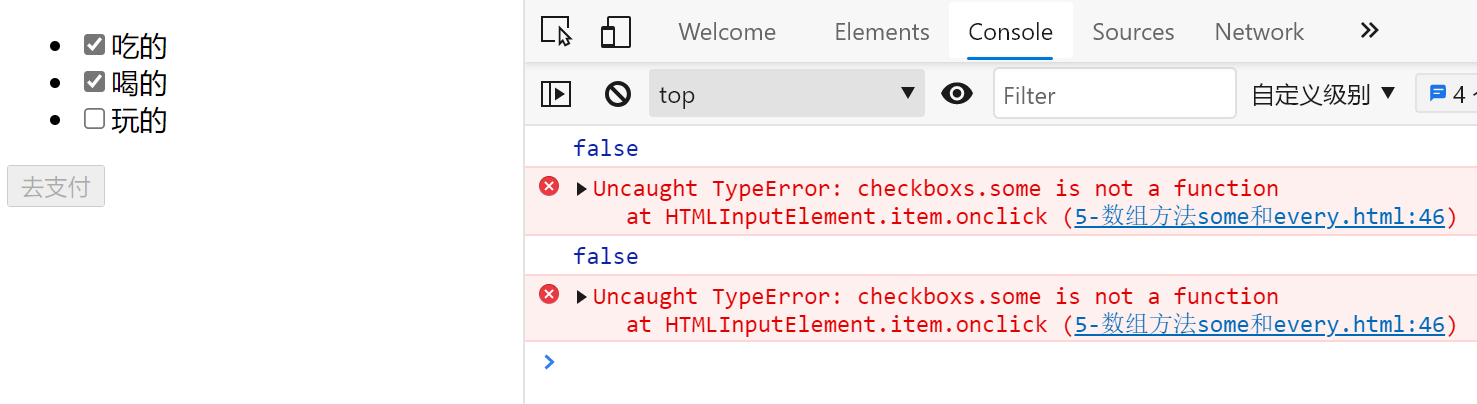 吃的
喝的
玩的
去支付
Welcome Elements Console Sources Network
top Filter 自定义级别 4
false
Uncaught TypeError: checkboxs.some is not a function
at HTMLInputElement.item.onclick (5-数组方法some和every.html:46)
false
Uncaught TypeError: checkboxs.some is not a function
at HTMLInputElement.item.onclick (5-数组方法some和every.html:46)